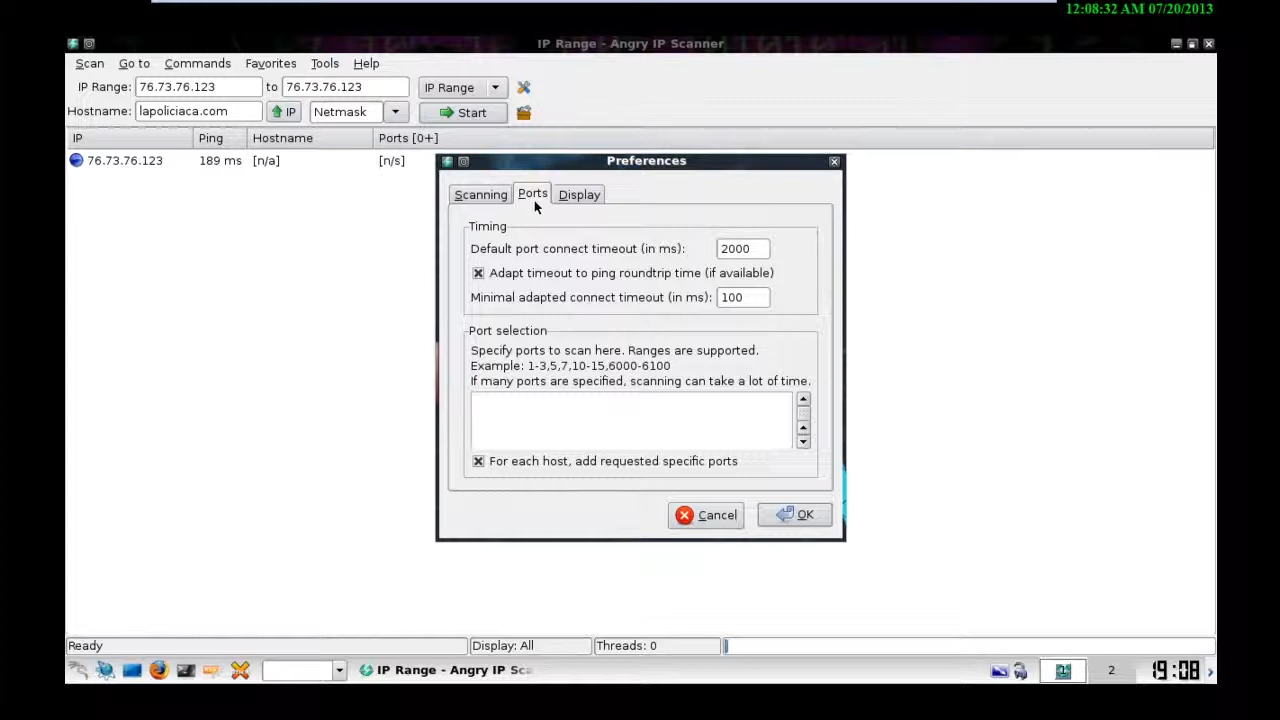 12:08:32 AM 07/20/2013
IP Range - Angry IP Scanner
Scan Go to Commands Favorites Tools Help
IP Range: 76.73.76.123 to 76.73.76.123 IP Range
Hostname: lapoliciaca.com IP Netmask Start
IP Ping Hostname Ports [0+]
76.73.76.123 189 ms [n/a] [n/s]
Preferences
Scanning Ports Display
Timing
Default port connect timeout (in ms): 2000
Adapt timeout to ping roundtrip time (if available)
Minimal adapted connect timeout (in ms): 100
Port selection
Specify ports to scan here. Ranges are supported.
Example: 1-3,5,7,10-15,6000-6100
If many ports are specified, scanning can take a lot of time.
For each host, add requested specific ports
Cancel OK
Ready Display: All Threads: 0
IP Range - Angry IP Sca 2 19:08